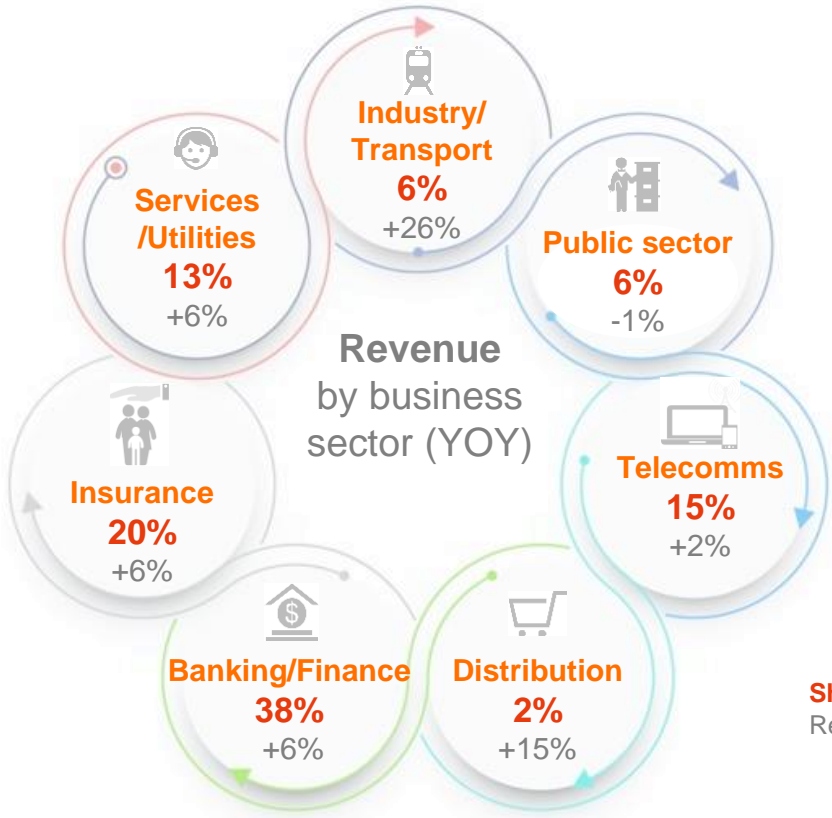 Industry/
Transport
6%
+26%
Services
/Utilities
13%
+6%
Public sector
6%
-1%
Revenue
by business
sector (YOY)
Insurance
20%
+6%
Telecomms
15%
+2%
Banking/Finance
38%
+6%
Distribution
2%
+15%